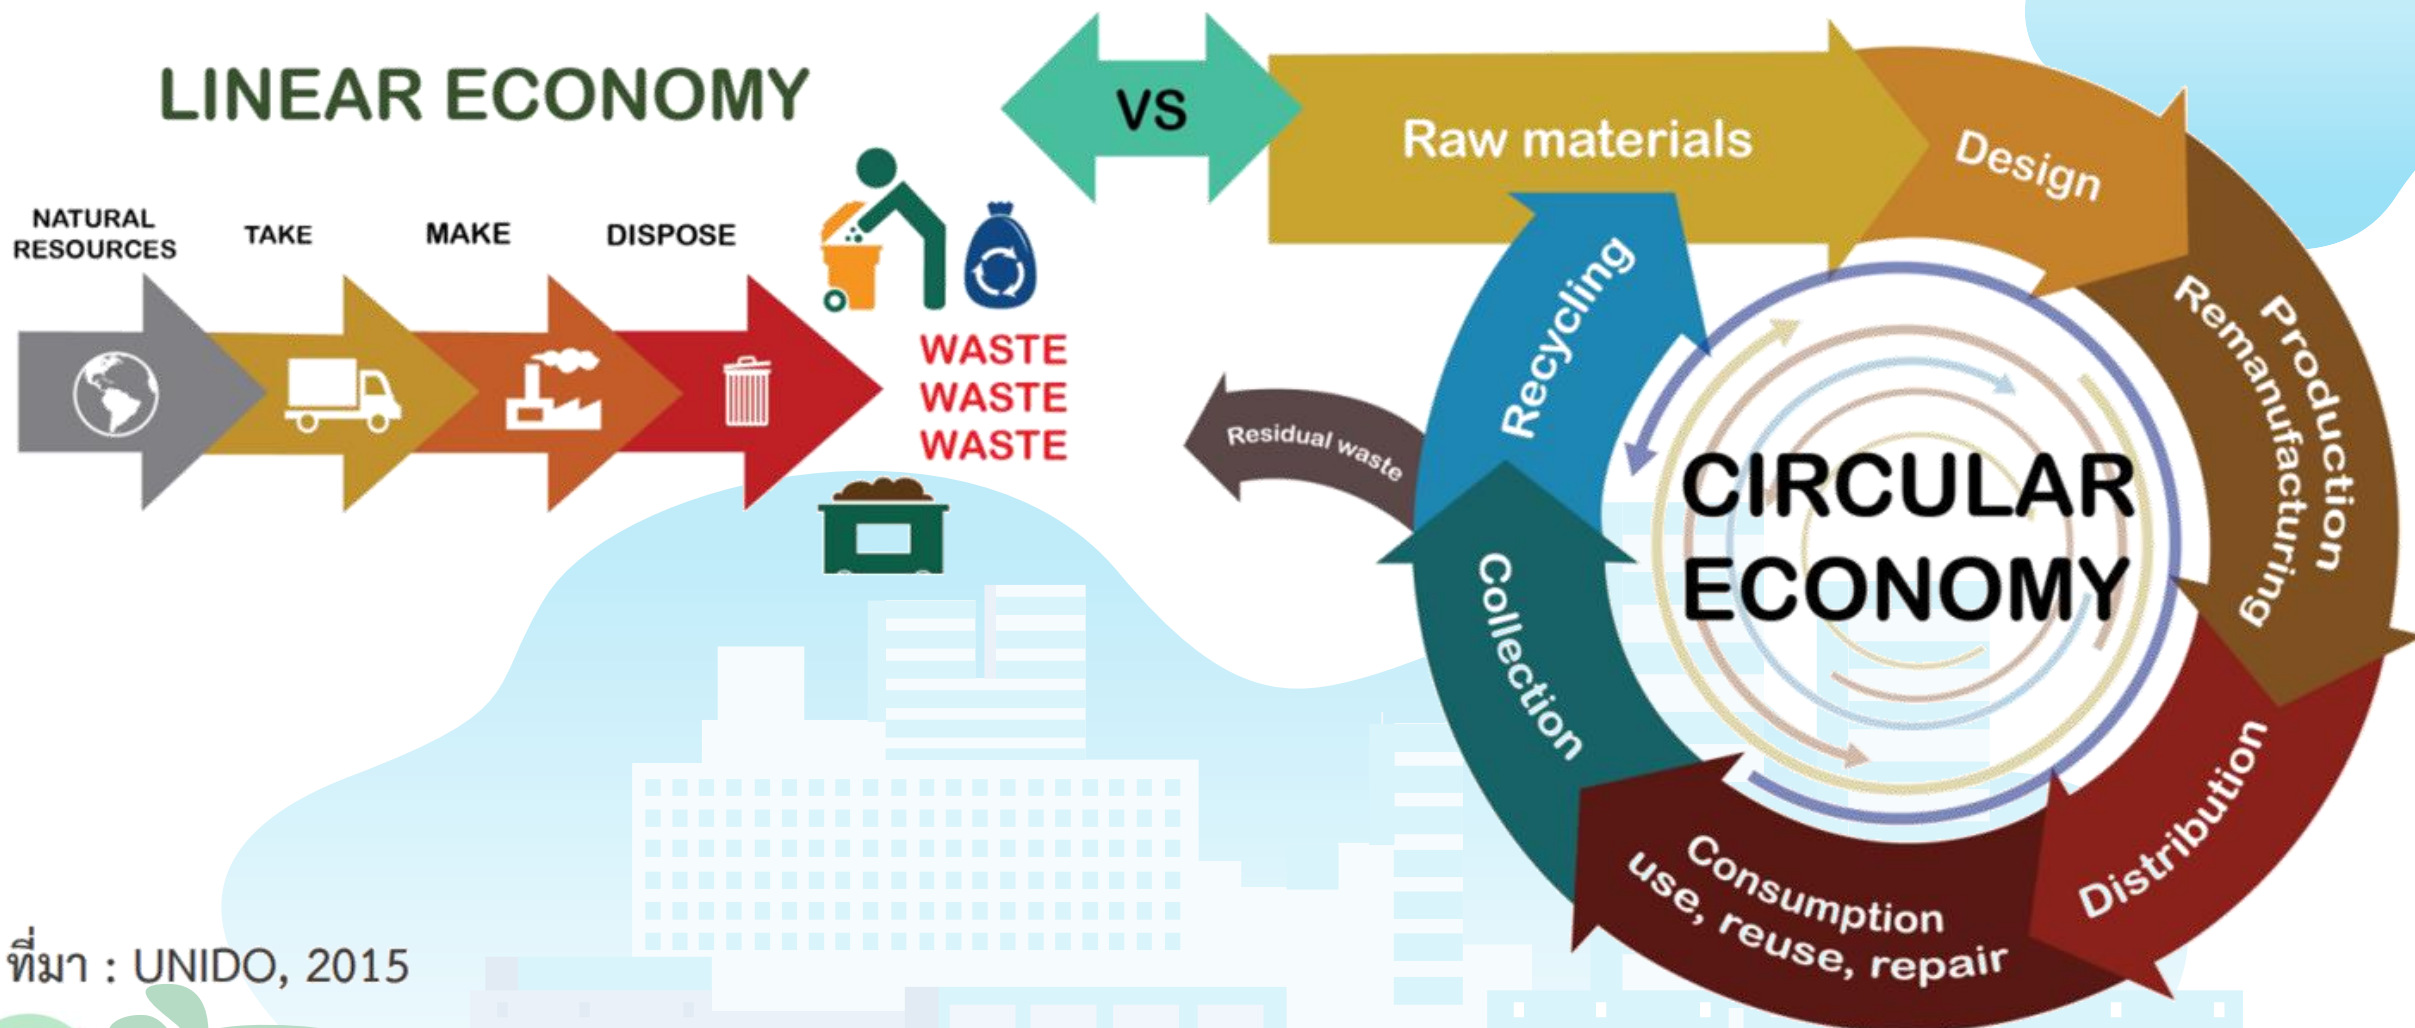 LINEAR ECONOMY
NATURAL
RESOURCES
TAKE
MAKE
DISPOSE
WASTE
WASTE
WASTE
VS
Raw materials
Design
Production
Remanufacturing
Distribution
Consumption
use, reuse, repair
Collection
Recycling
Residual waste
CIRCULAR
ECONOMY
ที่มา : UNIDO, 2015